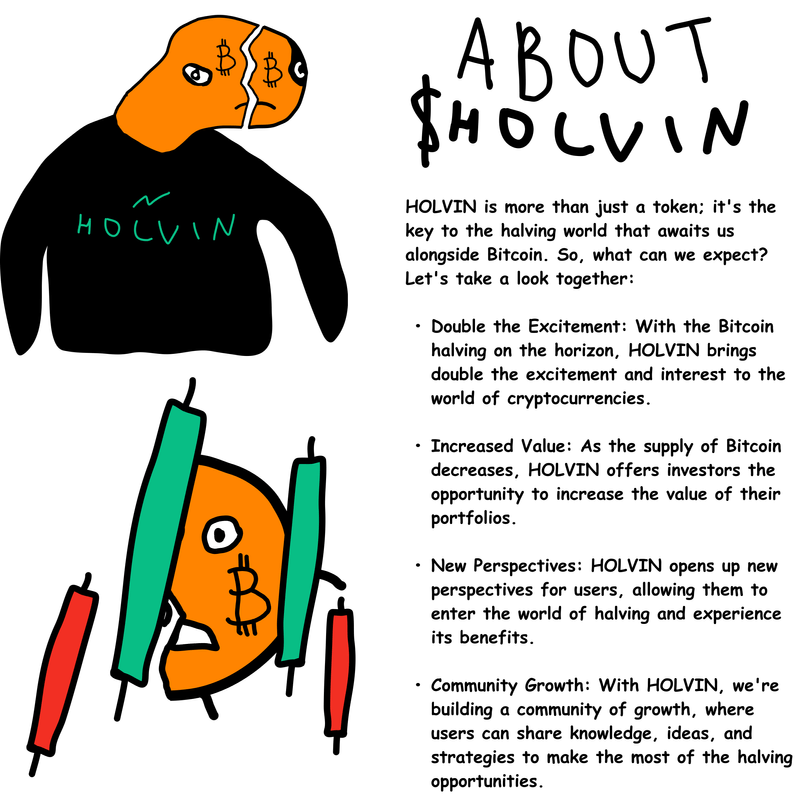 ABOUT
$HOLVIN
HOLVIN
HOLVIN is more than just a token; it's the
key to the halving world that awaits us
alongside Bitcoin. So, what can we expect?
Let's take a look together:
• Double the Excitement: With the Bitcoin
halving on the horizon, HOLVIN brings
double the excitement and interest to the
world of cryptocurrencies.
• Increased Value: As the supply of Bitcoin
decreases, HOLVIN offers investors the
opportunity to increase the value of their
portfolios.
• New Perspectives: HOLVIN opens up new
perspectives for users, allowing them to
enter the world of halving and experience
its benefits.
• Community Growth: With HOLVIN, we're
building a community of growth, where
users can share knowledge, ideas, and
strategies to make the most of the halving
opportunities.